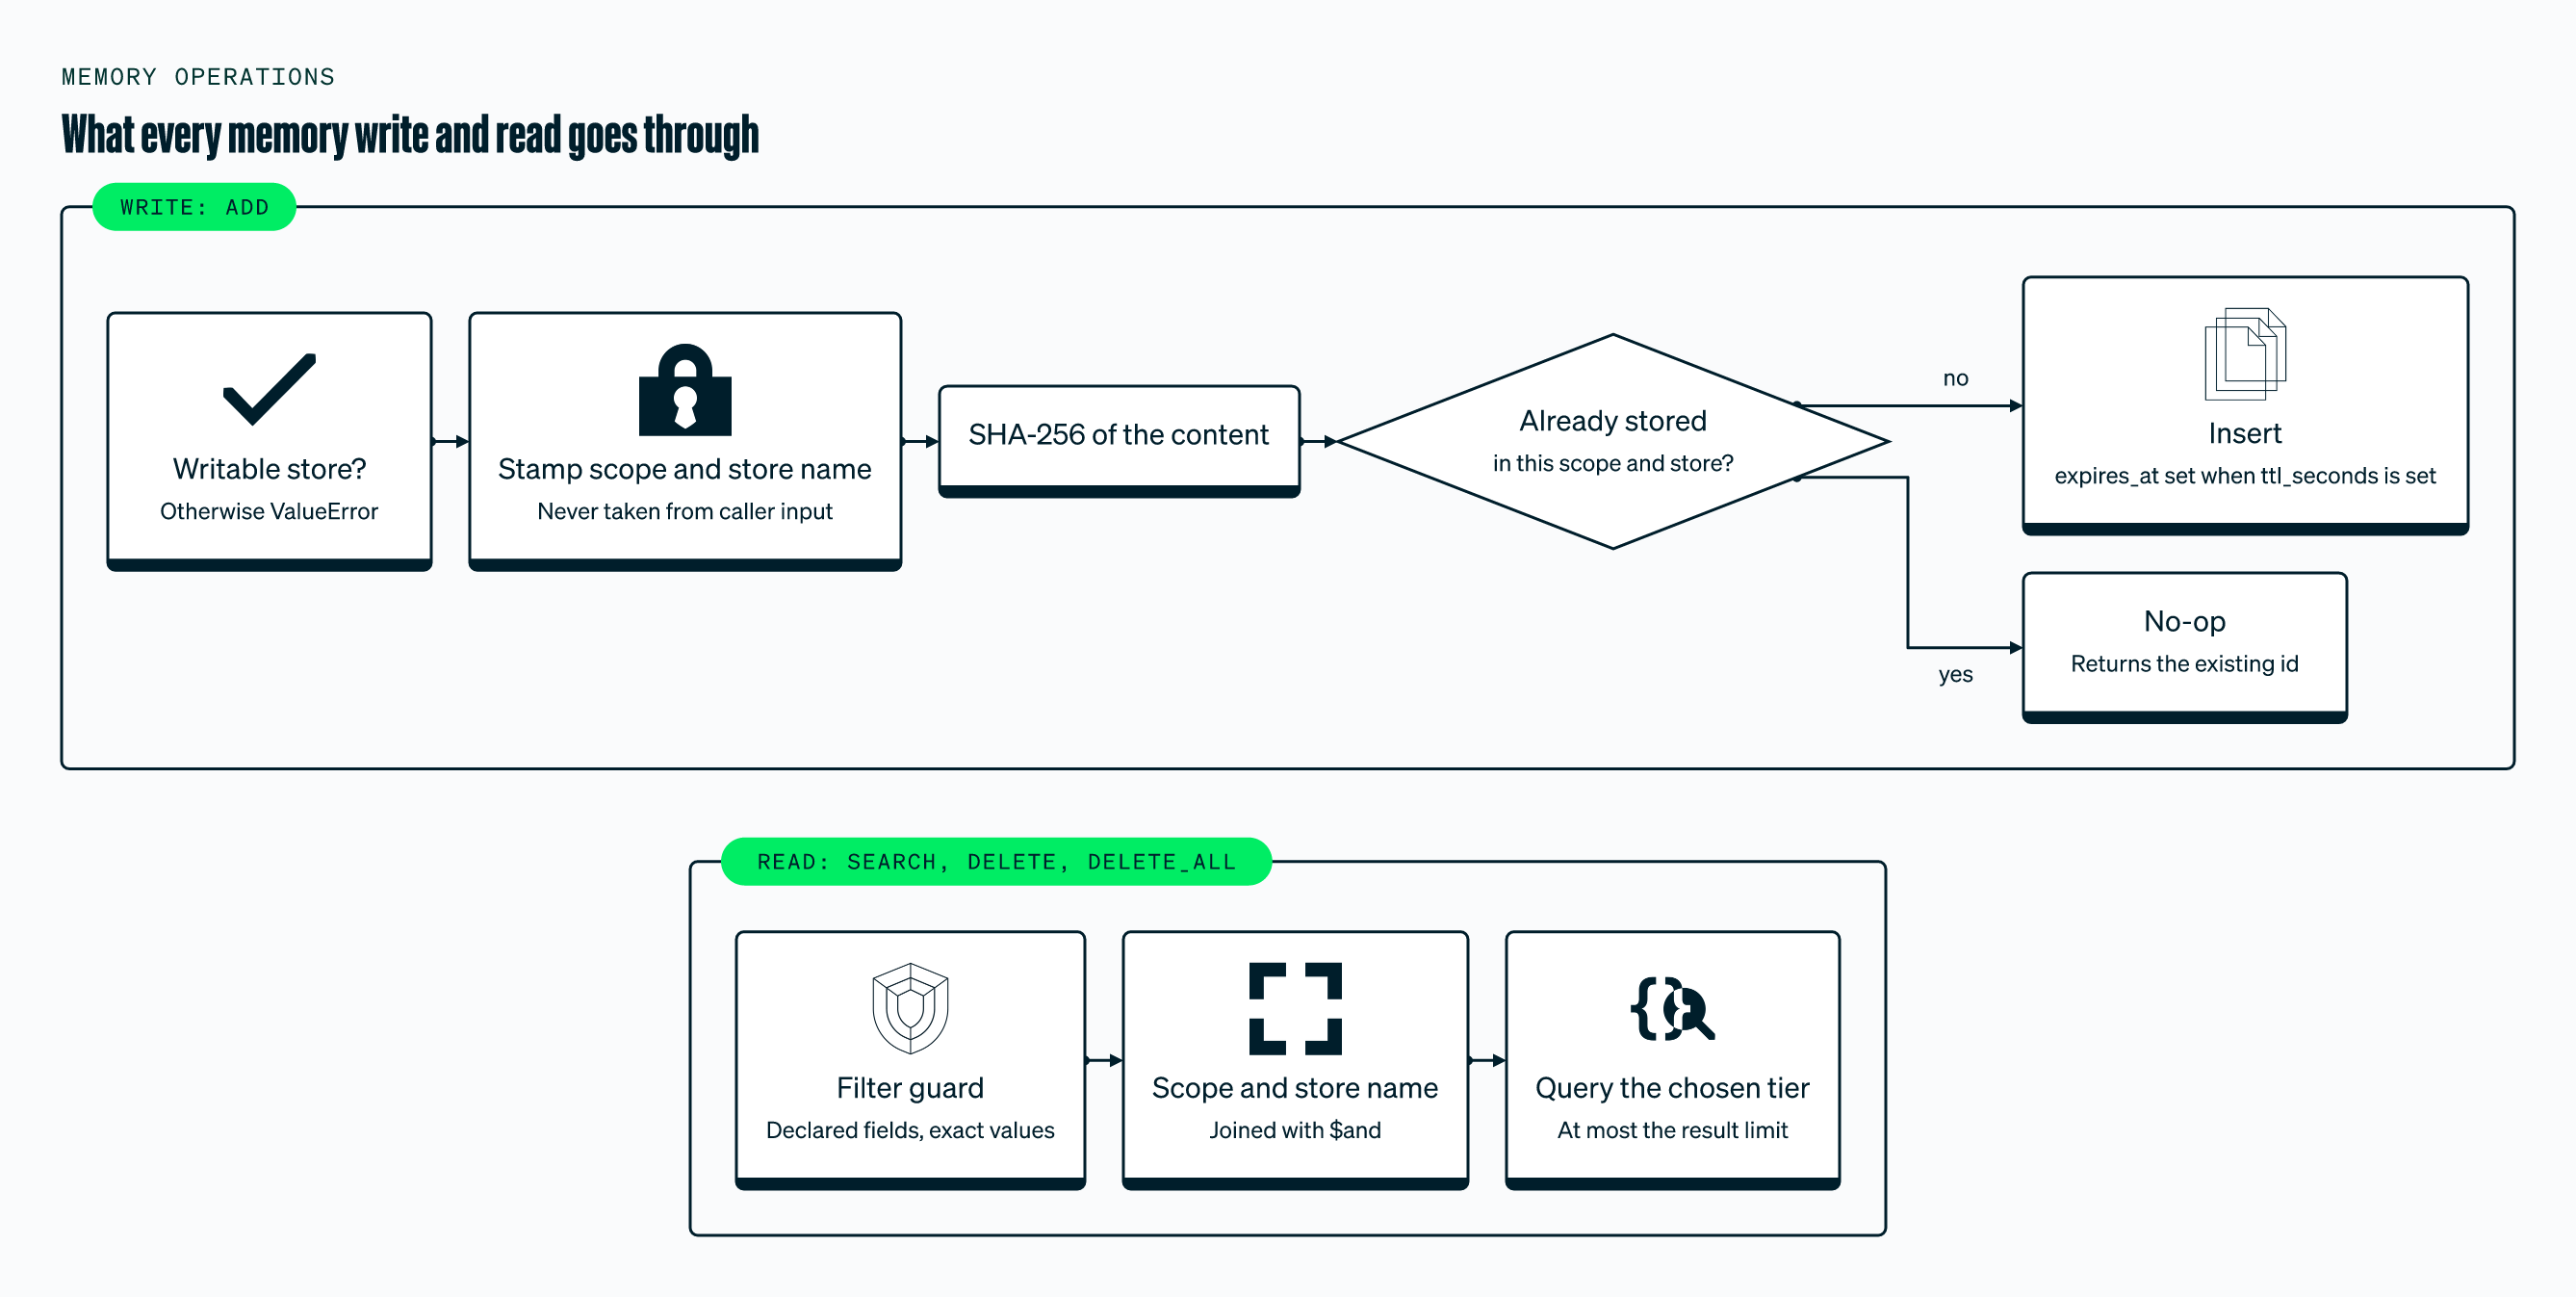 MEMORY OPERATIONS
What every memory write and read goes through
WRITE: ADD
Writable store?
Otherwise ValueError
Stamp scope and store name
Never taken from caller input
SHA-256 of the content
Already stored
in this scope and store?
no
Insert
expires_at set when ttl_seconds is set
yes
No-op
Returns the existing id
READ: SEARCH, DELETE, DELETE_ALL
Filter guard
Declared fields, exact values
Scope and store name
Joined with $and
Query the chosen tier
At most the result limit